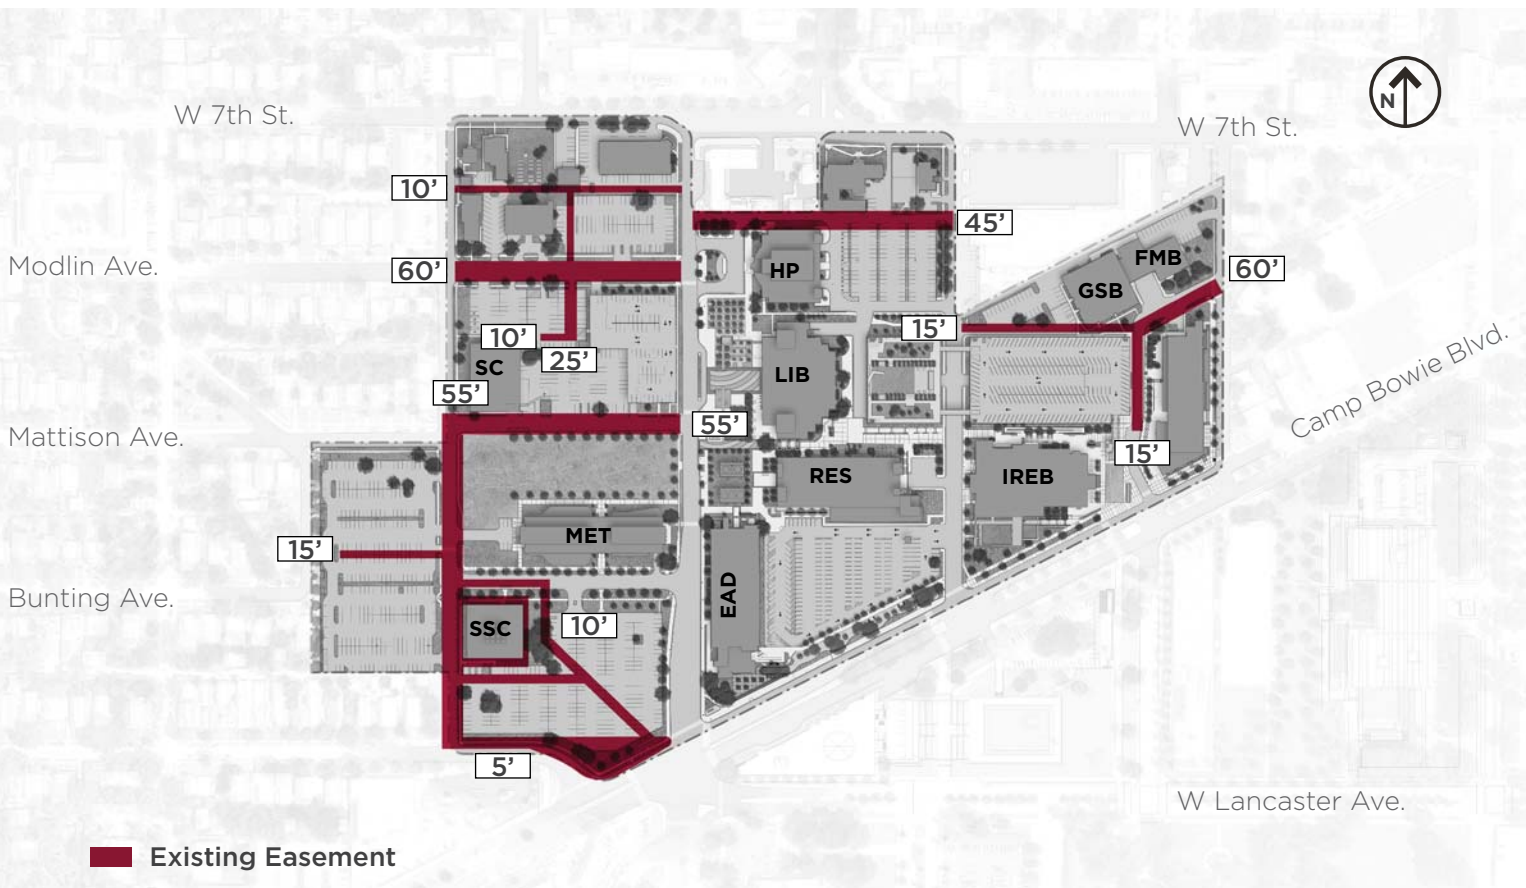 W 7th St.
W 7th St.
N
10'
45'
Modlin Ave.
60'
HP
FMB
60'
GSB
10'
25'
15'
SC
LIB
55'
55'
Camp Bowie Blvd.
Mattison Ave.
15'
RES
IREB
MET
15'
EAD
Bunting Ave.
SSC
10'
5'
W Lancaster Ave.
Existing Easement